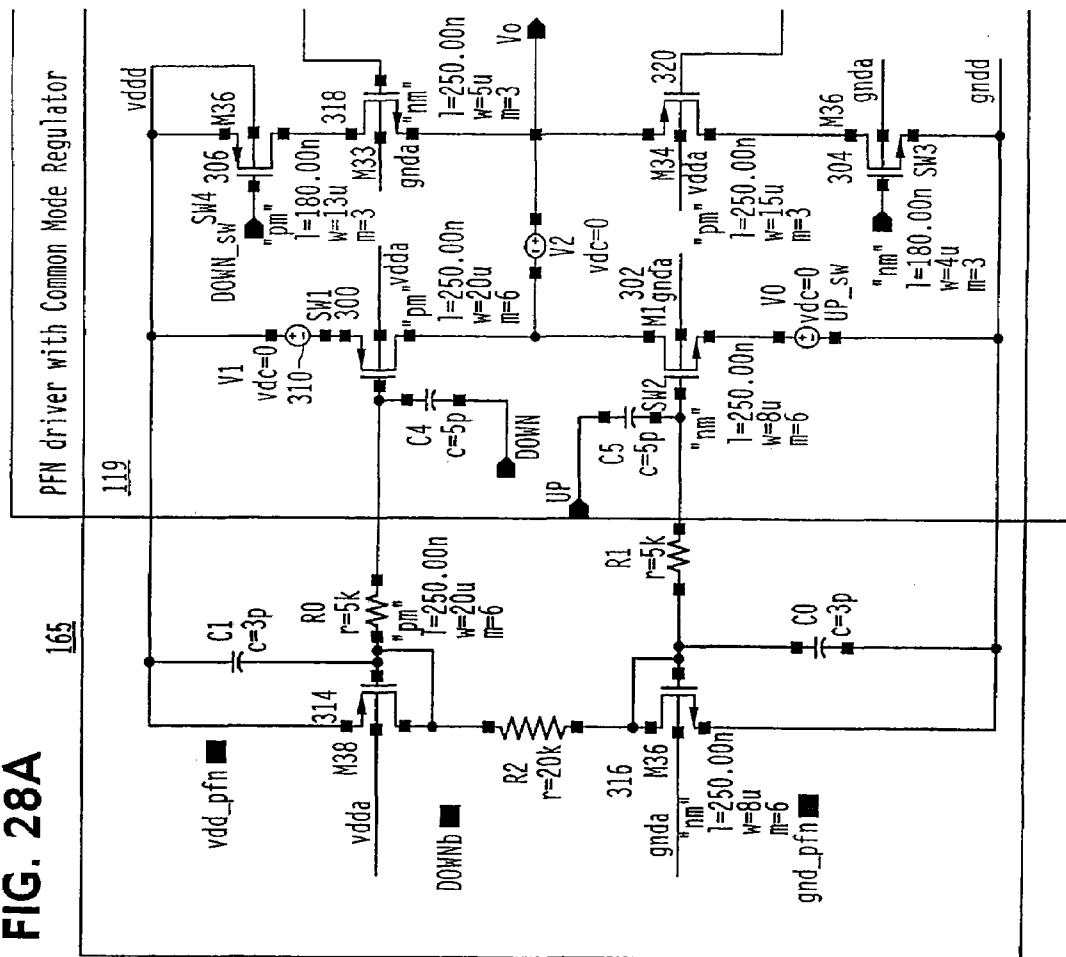 FIG. 28A
165
PFN driver with Common Mode Regulator
119
vddd
vdd_pfn
C1
c=3p
314
M38
vdda
R0
r=5k
"pm"
l=250.00n
w=20u
m=6
DOWNb
R2
r=20k
316
M36
gnda
"nm"
l=250.00n
w=8u
m=6
gnd_pfn
R1
r=5k
C0
c=3p
V1
vdc=0
310
SW1
300
vdda
"pm"
l=250.00n
w=20u
m=6
C4
c=5p
DOWN
UP
C5
c=5p
SW2
M1
302
gnda
"nm"
l=250.00n
w=8u
m=6
V0
vdc=0
UP_sw
V2
vdc=0
DOWN_sw
SW4
306
M36
"pm"
l=180.00n
w=13u
m=3
318
M33
gnda
"nm"
l=250.00n
w=5u
m=3
Vo
320
M34
vdda
"pm"
l=250.00n
w=15u
m=3
304
M36
gnda
SW3
"nm"
l=180.00n
w=4u
m=3
gndd